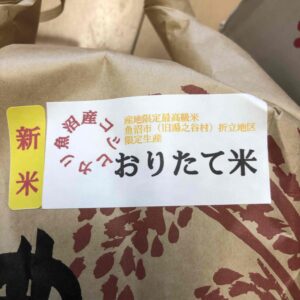 新米
魚沼産コシヒカリ
産地限定最高級米
魚沼市（旧湯之谷村）折立地区
限定生産
おりたて米